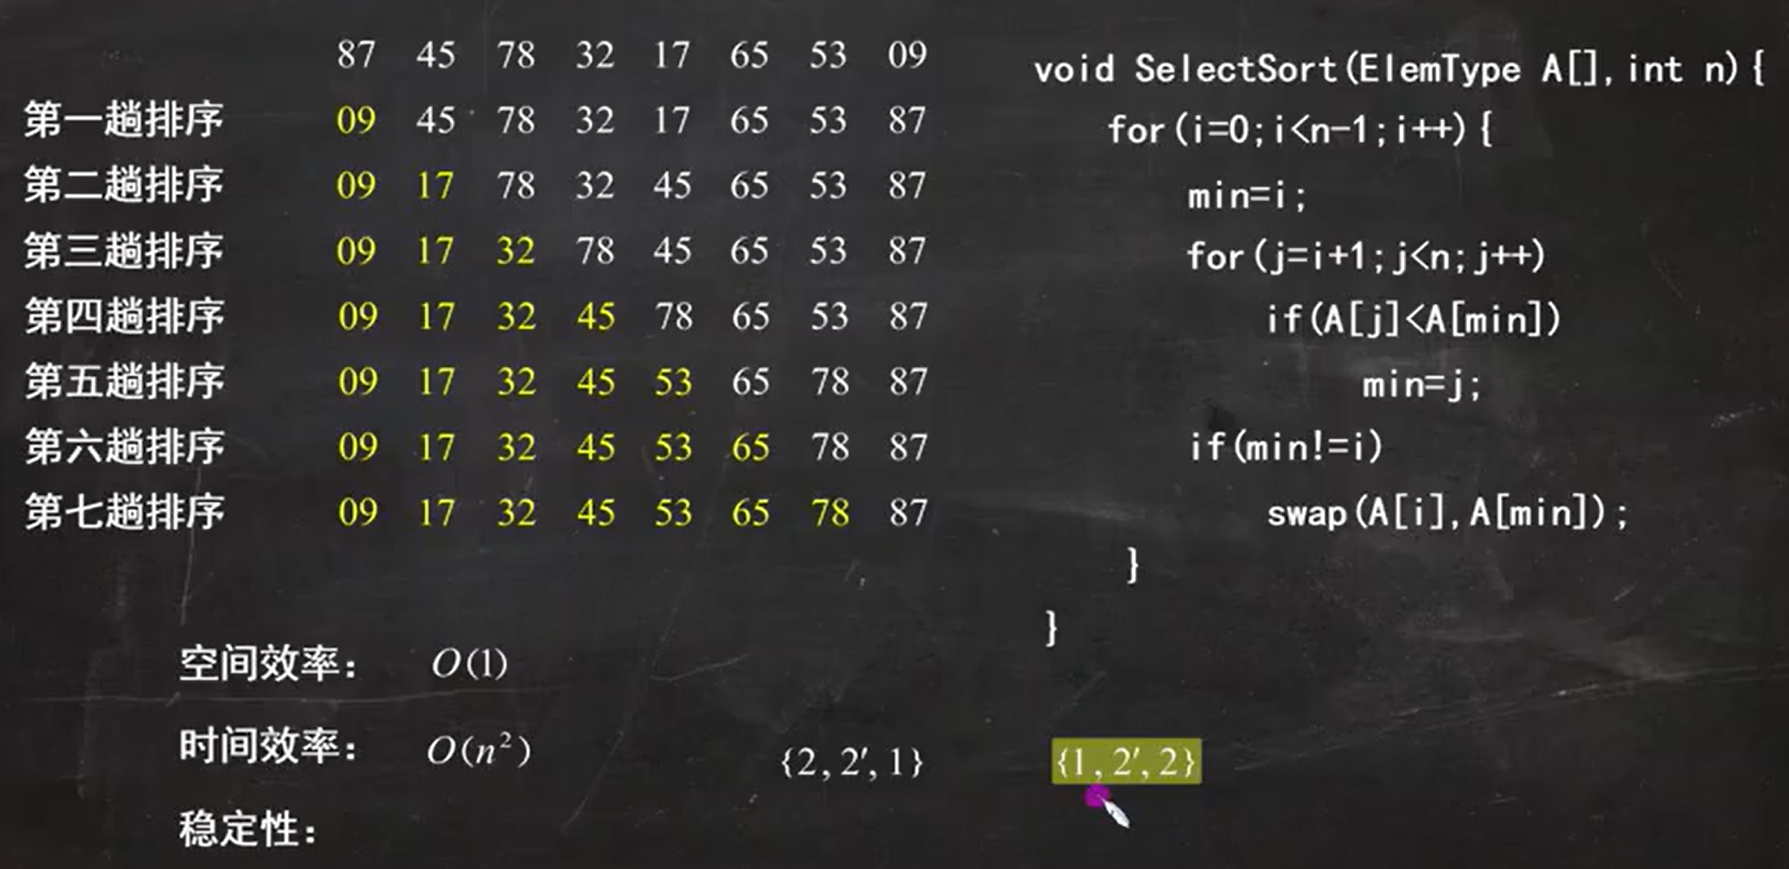 87 45 78 32 17 65 53 09
第一趟排序 09 45 78 32 17 65 53 87
第二趟排序 09 17 78 32 45 65 53 87
第三趟排序 09 17 32 78 45 65 53 87
第四趟排序 09 17 32 45 78 65 53 87
第五趟排序 09 17 32 45 53 65 78 87
第六趟排序 09 17 32 45 53 65 78 87
第七趟排序 09 17 32 45 53 65 78 87
void SelectSort(ElemType A[],int n){
for(i=0;i<n-1;i++){
min=i;
for(j=i+1;j<n;j++)
if(A[j]<A[min])
min=j;
if(min!=i)
swap(A[i],A[min]);
}
}
空间效率： O(1)
时间效率： O(n²)
{2, 2′, 1} {1, 2′, 2}
稳定性：